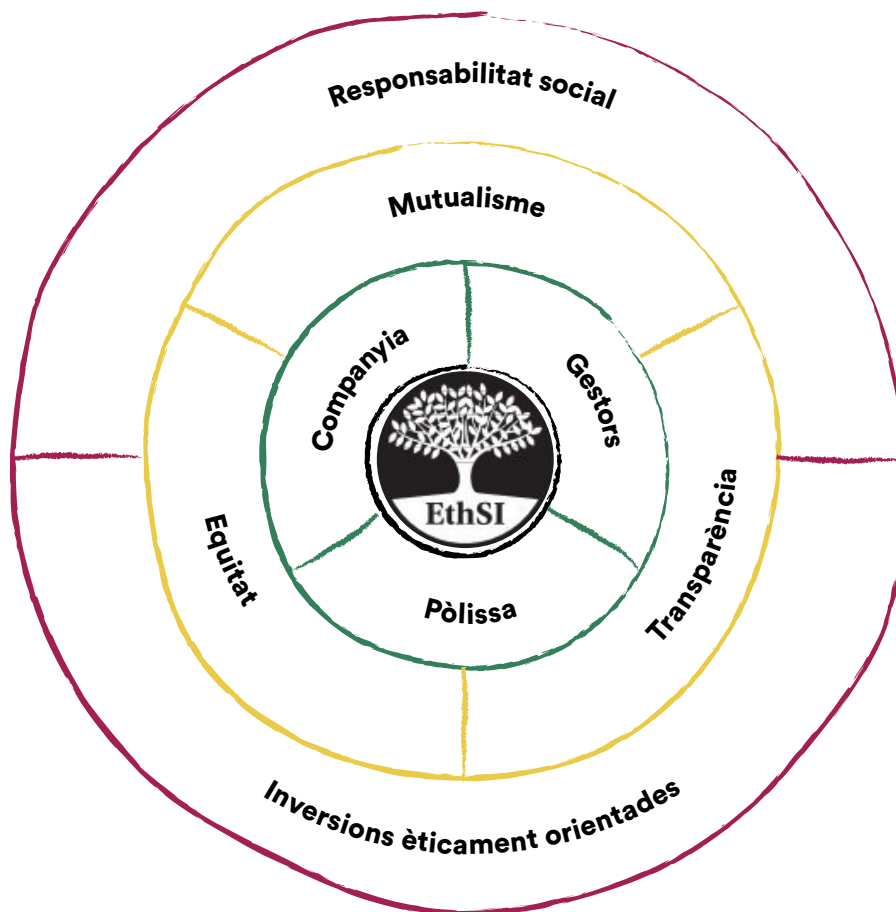 Responsabilitat social
Mutualisme
Companyia
Gestors
EthSI
Equitat
Transparència
Pòlissa
Inversions èticament orientades